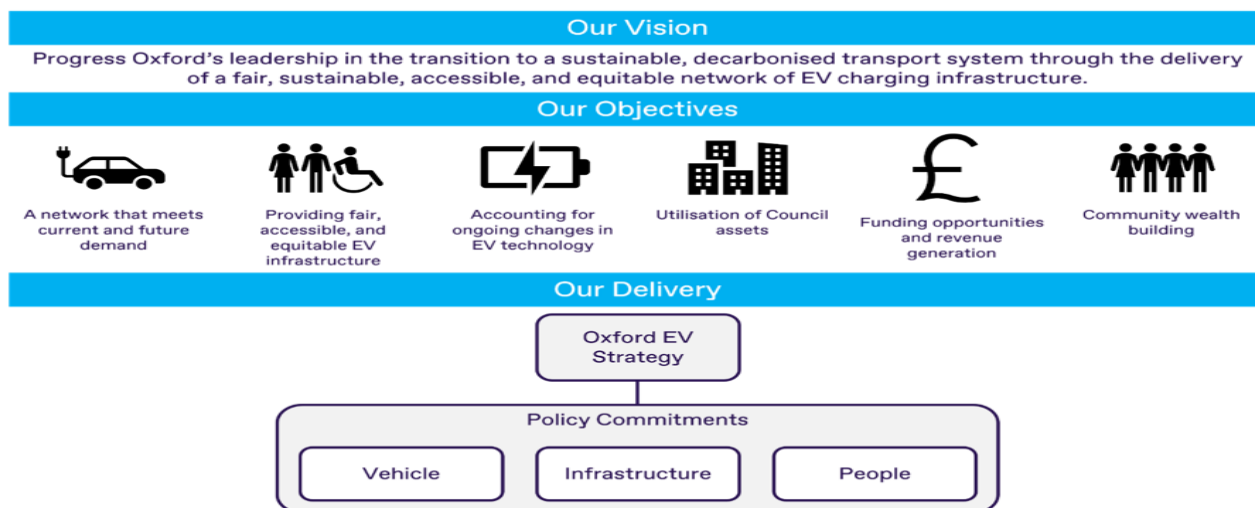 Our Vision
Progress Oxford's leadership in the transition to a sustainable, decarbonised transport system through the delivery
of a fair, sustainable, accessible, and equitable network of EV charging infrastructure.
Our Objectives
A network that meets
current and future
demand
Providing fair,
accessible, and
equitable EV
infrastructure
Accounting for
ongoing changes in
EV technology
Utilisation of Council
assets
£
Funding opportunities
and revenue
generation
Community wealth
building
Our Delivery
Oxford EV
Strategy
Policy Commitments
Vehicle
Infrastructure
People